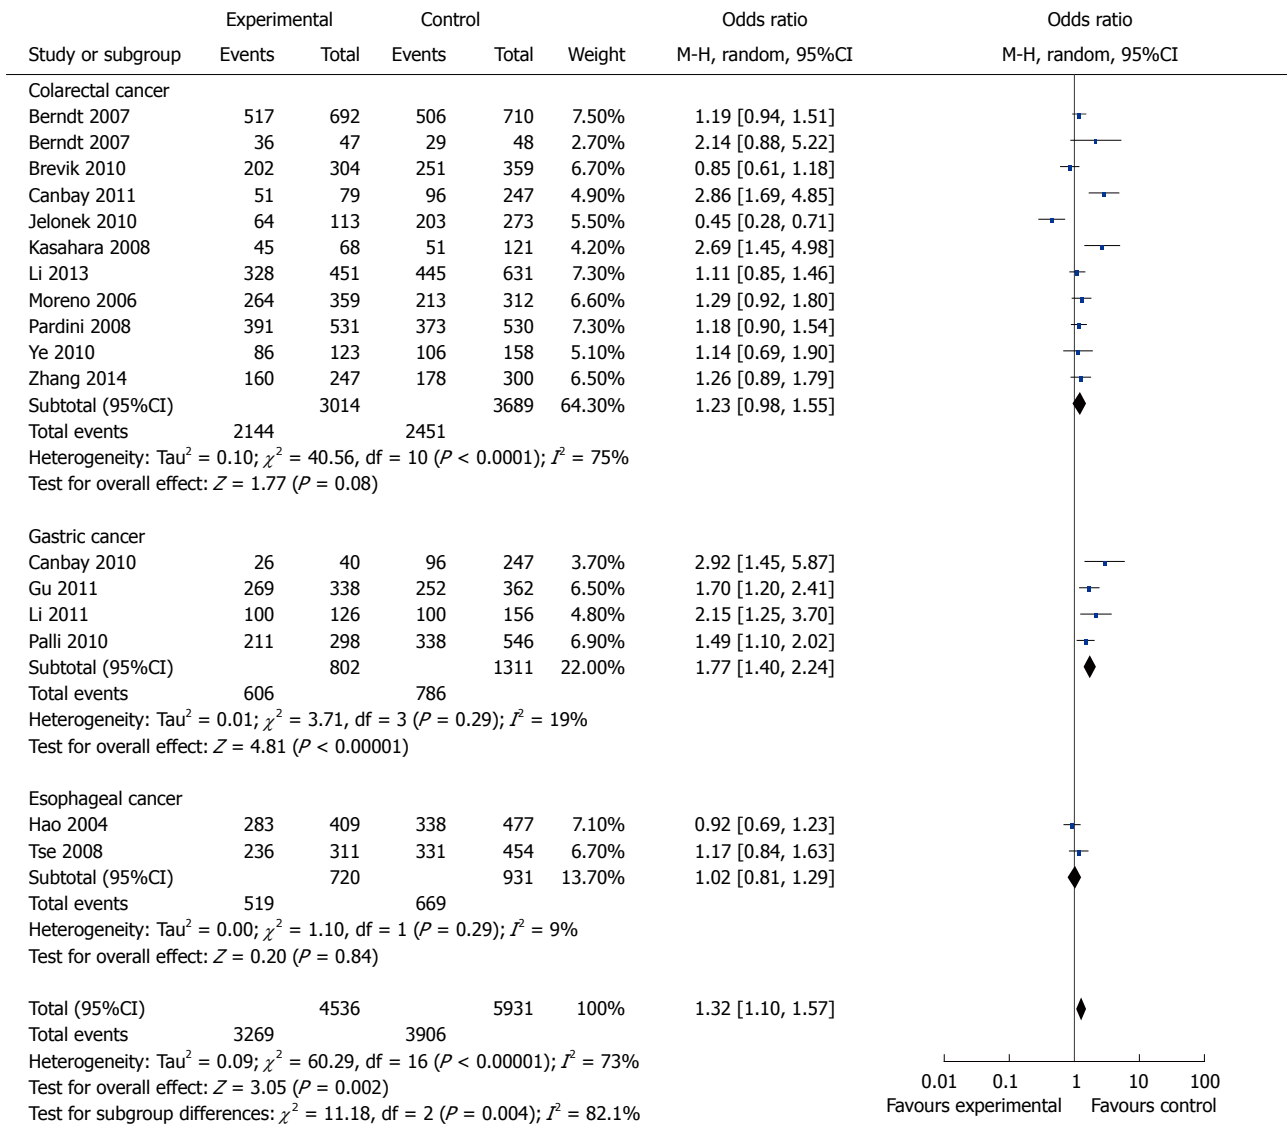 Experimental Control Odds ratio Odds ratio
Study or subgroup Events Total Events Total Weight M-H, random, 95%CI M-H, random, 95%CI
Colarectal cancer
Berndt 2007 517 692 506 710 7.50% 1.19 [0.94, 1.51]
Berndt 2007 36 47 29 48 2.70% 2.14 [0.88, 5.22]
Brevik 2010 202 304 251 359 6.70% 0.85 [0.61, 1.18]
Canbay 2011 51 79 96 247 4.90% 2.86 [1.69, 4.85]
Jelonek 2010 64 113 203 273 5.50% 0.45 [0.28, 0.71]
Kasahara 2008 45 68 51 121 4.20% 2.69 [1.45, 4.98]
Li 2013 328 451 445 631 7.30% 1.11 [0.85, 1.46]
Moreno 2006 264 359 213 312 6.60% 1.29 [0.92, 1.80]
Pardini 2008 391 531 373 530 7.30% 1.18 [0.90, 1.54]
Ye 2010 86 123 106 158 5.10% 1.14 [0.69, 1.90]
Zhang 2014 160 247 178 300 6.50% 1.26 [0.89, 1.79]
Subtotal (95%CI) 3014 3689 64.30% 1.23 [0.98, 1.55]
Total events 2144 2451
Heterogeneity: Tau² = 0.10; χ² = 40.56, df = 10 (P < 0.0001); I² = 75%
Test for overall effect: Z = 1.77 (P = 0.08)
Gastric cancer
Canbay 2010 26 40 96 247 3.70% 2.92 [1.45, 5.87]
Gu 2011 269 338 252 362 6.50% 1.70 [1.20, 2.41]
Li 2011 100 126 100 156 4.80% 2.15 [1.25, 3.70]
Palli 2010 211 298 338 546 6.90% 1.49 [1.10, 2.02]
Subtotal (95%CI) 802 1311 22.00% 1.77 [1.40, 2.24]
Total events 606 786
Heterogeneity: Tau² = 0.01; χ² = 3.71, df = 3 (P = 0.29); I² = 19%
Test for overall effect: Z = 4.81 (P < 0.00001)
Esophageal cancer
Hao 2004 283 409 338 477 7.10% 0.92 [0.69, 1.23]
Tse 2008 236 311 331 454 6.70% 1.17 [0.84, 1.63]
Subtotal (95%CI) 720 931 13.70% 1.02 [0.81, 1.29]
Total events 519 669
Heterogeneity: Tau² = 0.00; χ² = 1.10, df = 1 (P = 0.29); I² = 9%
Test for overall effect: Z = 0.20 (P = 0.84)
Total (95%CI) 4536 5931 100% 1.32 [1.10, 1.57]
Total events 3269 3906
Heterogeneity: Tau² = 0.09; χ² = 60.29, df = 16 (P < 0.00001); I² = 73%
Test for overall effect: Z = 3.05 (P = 0.002)
Test for subgroup differences: χ² = 11.18, df = 2 (P = 0.004); I² = 82.1%
0.01 0.1 1 10 100
Favours experimental Favours control